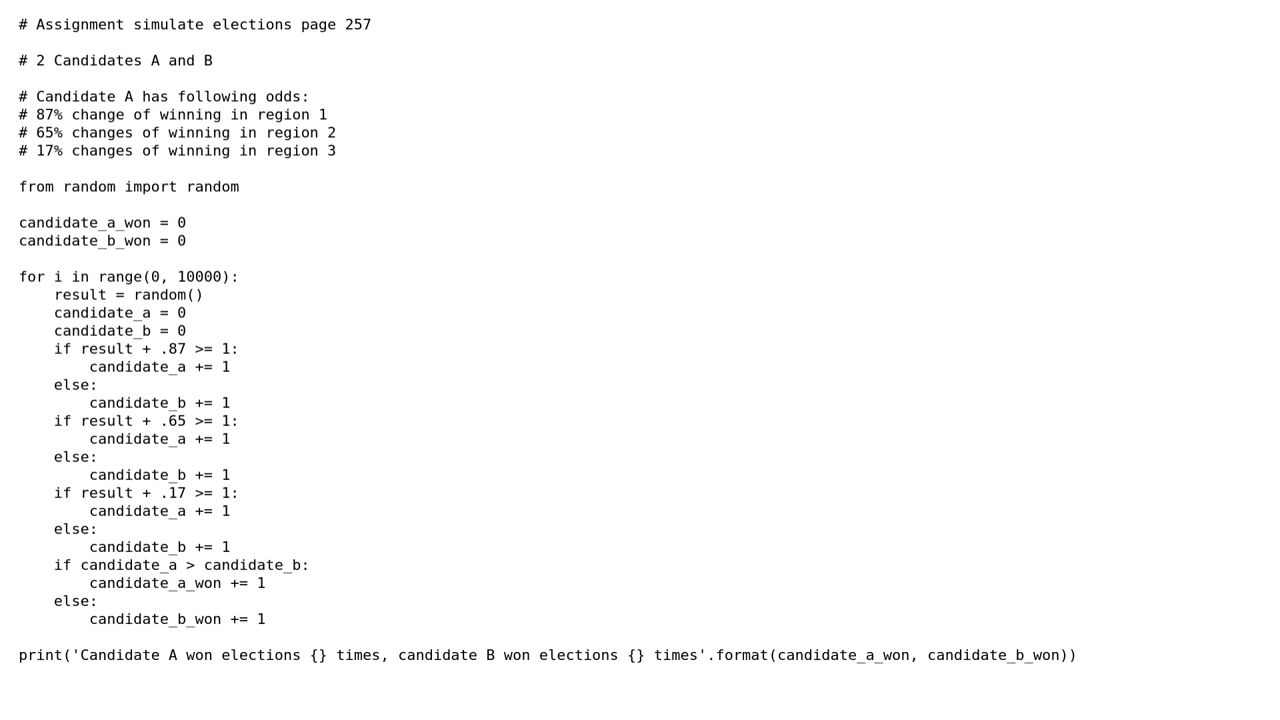 # Assignment simulate elections page 257
# 2 Candidates A and B
# Candidate A has following odds:
# 87% change of winning in region 1
# 65% changes of winning in region 2
# 17% changes of winning in region 3
from random import random
candidate_a_won = 0
candidate_b_won = 0
for i in range(0, 10000):
    result = random()
    candidate_a = 0
    candidate_b = 0
    if result + .87 >= 1:
        candidate_a += 1
    else:
        candidate_b += 1
    if result + .65 >= 1:
        candidate_a += 1
    else:
        candidate_b += 1
    if result + .17 >= 1:
        candidate_a += 1
    else:
        candidate_b += 1
    if candidate_a > candidate_b:
        candidate_a_won += 1
    else:
        candidate_b_won += 1
print('Candidate A won elections {} times, candidate B won elections {} times'.format(candidate_a_won, candidate_b_won))